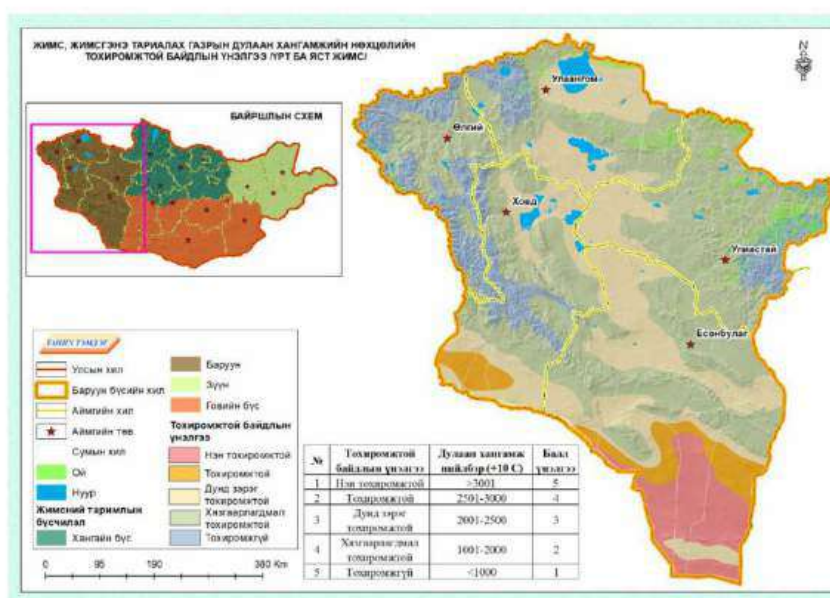 ЖИМС, ЖИМСГЭНЭ ТАРИАЛАХ ГАЗРЫН ДУЛААН ХАНГАМЖИЙН НӨХЦӨЛИЙН
ТОХИРОМЖТОЙ БАЙДЛЫН ҮНЭЛГЭЭ /ҮРТ БА ЯСТ ЖИМС/
БАЙРШЛЫН СХЕМ
Улаангом
Өлгий
Ховд
Улиастай
Есөнбулаг
ТАНИХ ТЭМДЭГ
Улсын хил
Баруун бүсийн хил
Аймгийн хил
Аймгийн төв
Сумын хил
Ой
Нуур
Жимсний таримлын
бүсчилал
Хангайн бүс
Баруун
Зүүн
Говийн бүс
Тохиромжтой байдлын
үнэлгээ
Нэн тохиромжтой
Тохиромжтой
Дунд зэрэг
тохиромжтой
Хязгаарлагдмал
тохиромжтой
Тохиромжгүй
0 95 190 380 Km
№ Тохиромжтой байдлын үнэлгээ Дулаан хангамж нийлбэр (+10 C) Балл үнэлгээ
1 Нэн тохиромжтой >3001 5
2 Тохиромжтой 2501-3000 4
3 Дунд зэрэг тохиромжтой 2001-2500 3
4 Хязгаарлагдмал тохиромжтой 1001-2000 2
5 Тохиромжгүй <1000 1